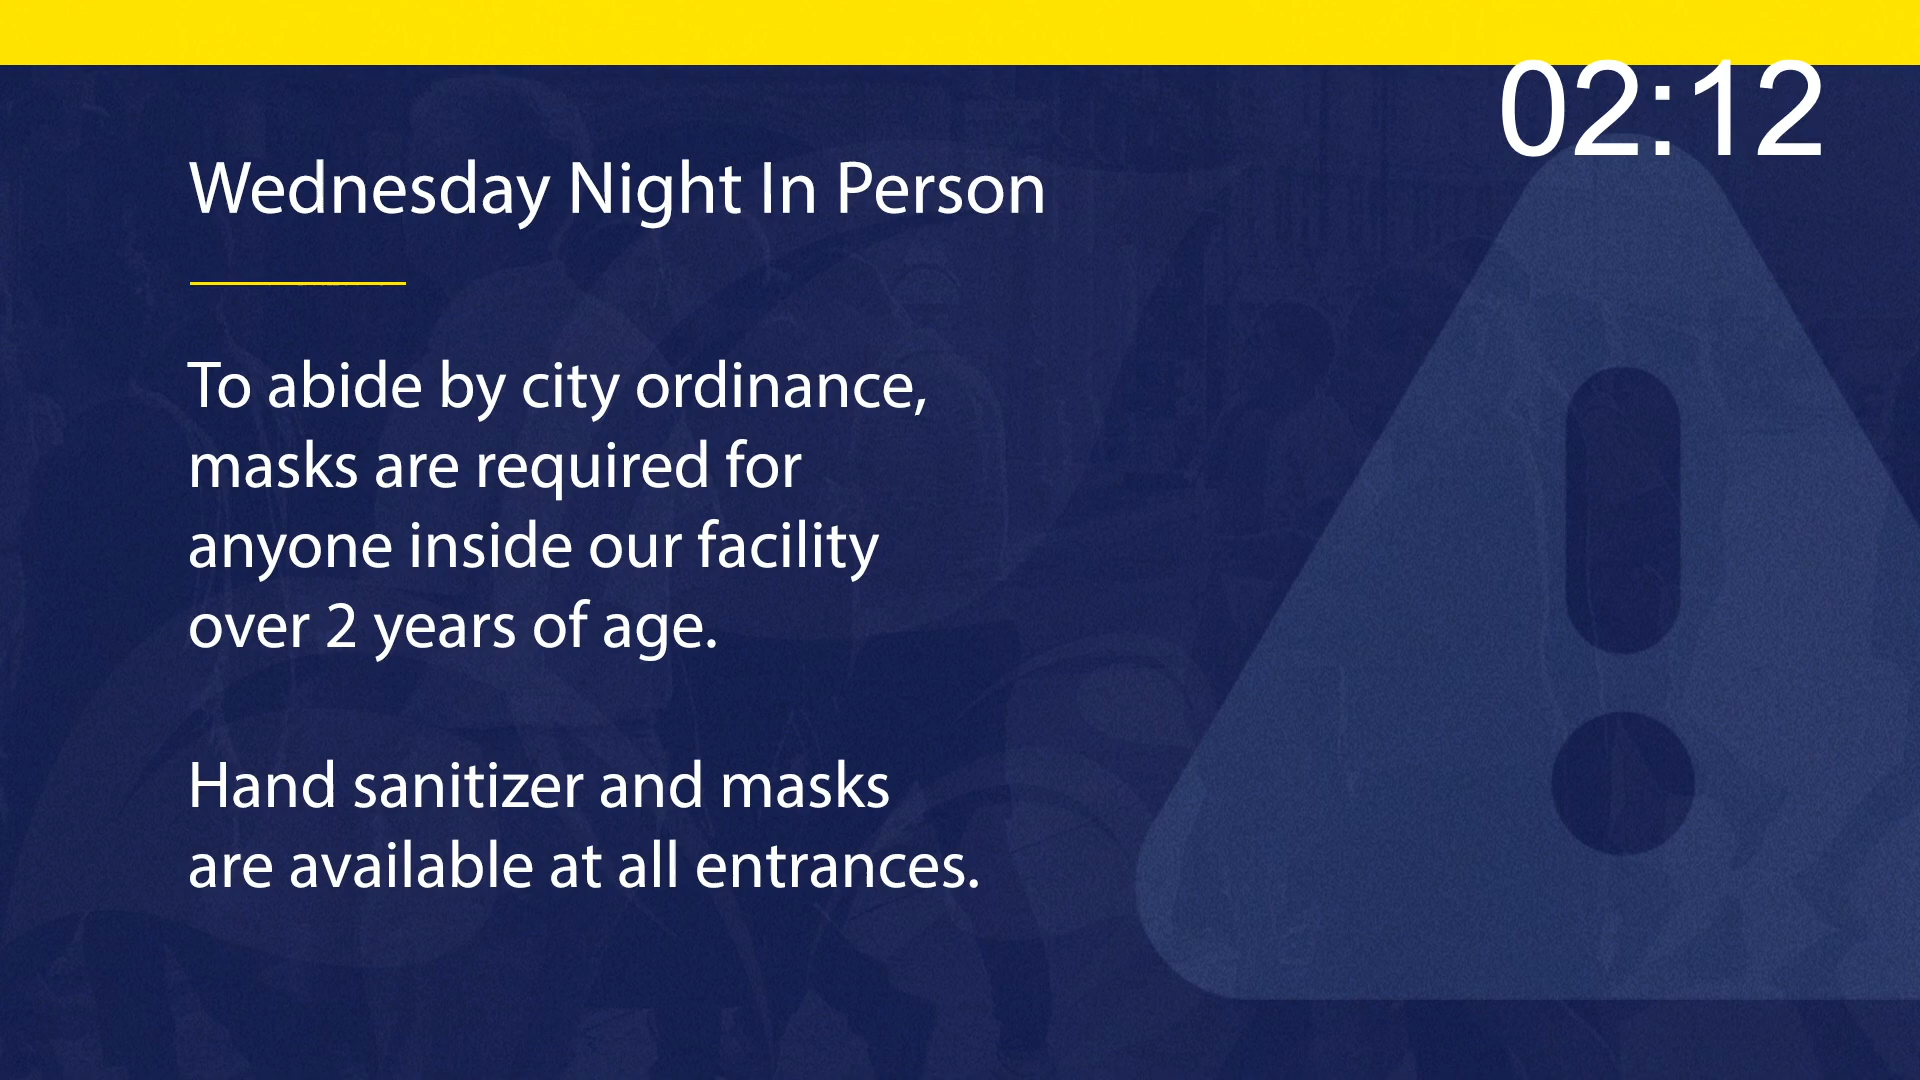 02:12
Wednesday Night In Person
To abide by city ordinance,
masks are required for
anyone inside our facility
over 2 years of age.
Hand sanitizer and masks
are available at all entrances.